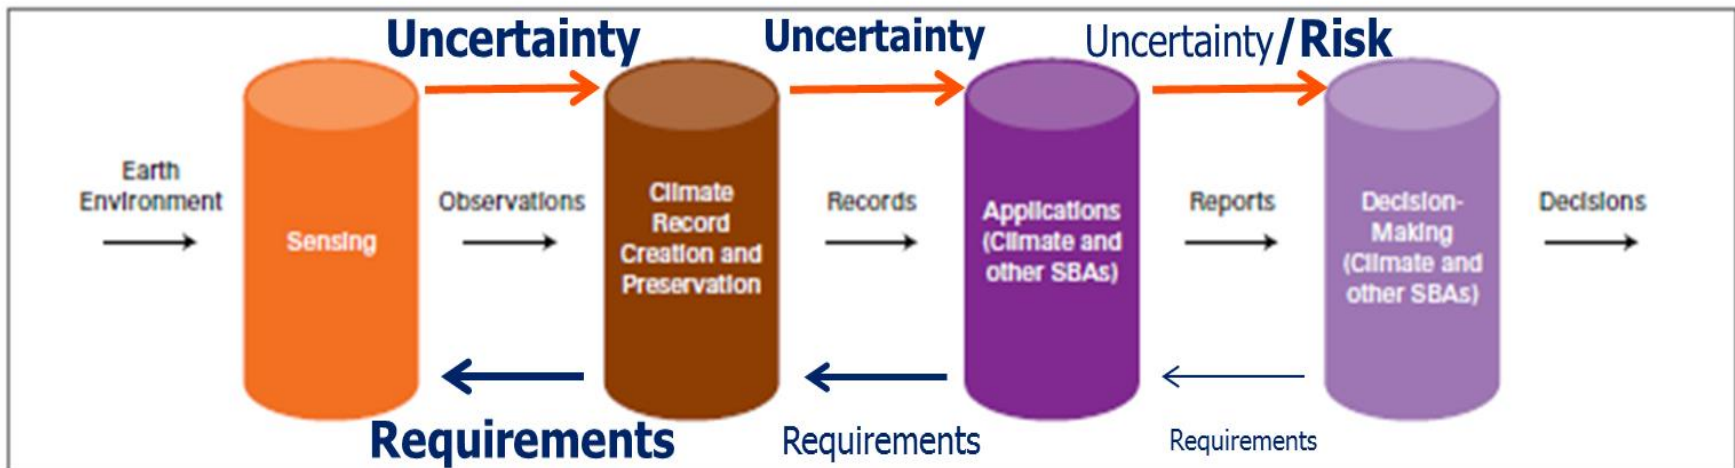 Uncertainty
Uncertainty
Uncertainty/Risk
Earth
Environment
Sensing
Observations
Climate
Record
Creation and
Preservation
Records
Applications
(Climate and
other SBAs)
Reports
Decision-
Making
(Climate and
other SBAs)
Decisions
Requirements
Requirements
Requirements